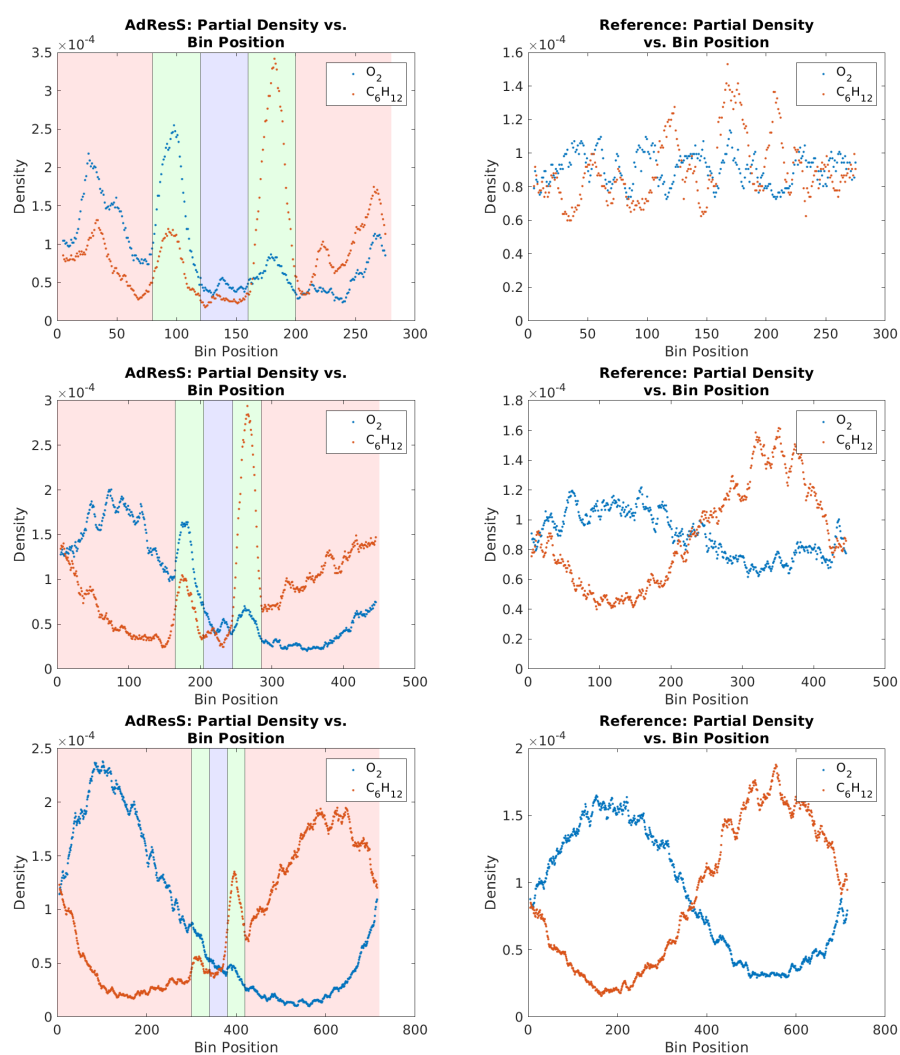 AdResS: Partial Density vs.
Bin Position
×10⁻⁴
3.5
3
2.5
2
1.5
1
0.5
0
Density
O₂
C₆H₁₂
0 50 100 150 200 250 300
Bin Position
Reference: Partial Density
vs. Bin Position
×10⁻⁴
1.6
1.4
1.2
1
0.8
0.6
0.4
0.2
0
Density
O₂
C₆H₁₂
0 50 100 150 200 250 300
Bin Position
AdResS: Partial Density vs.
Bin Position
×10⁻⁴
3
2.5
2
1.5
1
0.5
0
Density
O₂
C₆H₁₂
0 100 200 300 400 500
Bin Position
Reference: Partial Density
vs. Bin Position
×10⁻⁴
1.8
1.6
1.4
1.2
1
0.8
0.6
0.4
0.2
0
Density
O₂
C₆H₁₂
0 100 200 300 400 500
Bin Position
AdResS: Partial Density vs.
Bin Position
×10⁻⁴
2.5
2
1.5
1
0.5
0
Density
O₂
C₆H₁₂
0 200 400 600 800
Bin Position
Reference: Partial Density
vs. Bin Position
×10⁻⁴
2
1.5
1
0.5
0
Density
O₂
C₆H₁₂
0 200 400 600 800
Bin Position